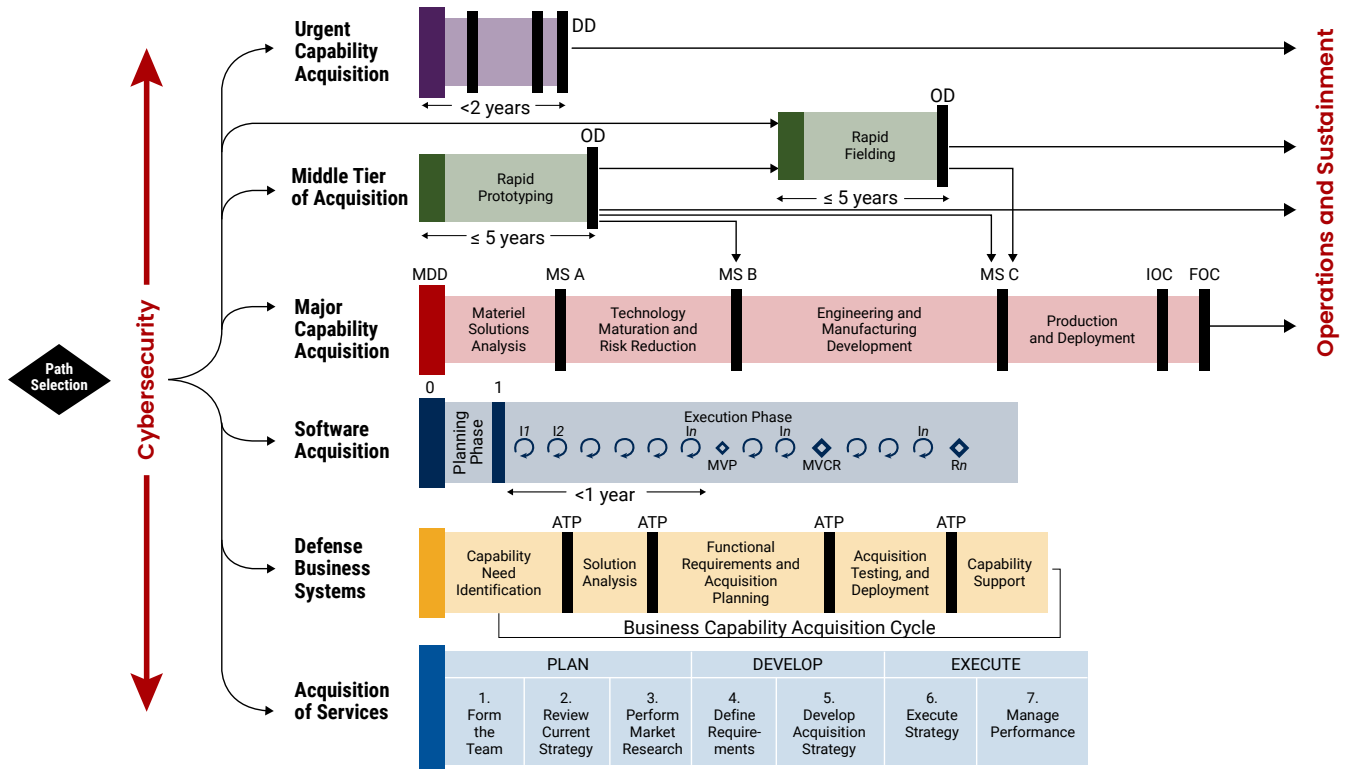 Path
Selection
Cybersecurity
Operations and Sustainment
Urgent
Capability
Acquisition
DD
<2 years
Middle Tier
of Acquisition
Rapid
Prototyping
OD
≤ 5 years
Rapid
Fielding
OD
≤ 5 years
Major
Capability
Acquisition
MDD
MS A
MS B
MS C
IOC
FOC
Materiel
Solutions
Analysis
Technology
Maturation and
Risk Reduction
Engineering and
Manufacturing
Development
Production
and Deployment
Software
Acquisition
0
1
Planning
Phase
Execution Phase
I1
I2
In
In
In
MVP
MVCR
Rn
<1 year
Defense
Business
Systems
ATP
ATP
ATP
ATP
Capability
Need
Identification
Solution
Analysis
Functional
Requirements and
Acquisition
Planning
Acquisition
Testing, and
Deployment
Capability
Support
Business Capability Acquisition Cycle
Acquisition
of Services
PLAN
DEVELOP
EXECUTE
1.
Form
the
Team
2.
Review
Current
Strategy
3.
Perform
Market
Research
4.
Define
Require-
ments
5.
Develop
Acquisition
Strategy
6.
Execute
Strategy
7.
Manage
Performance